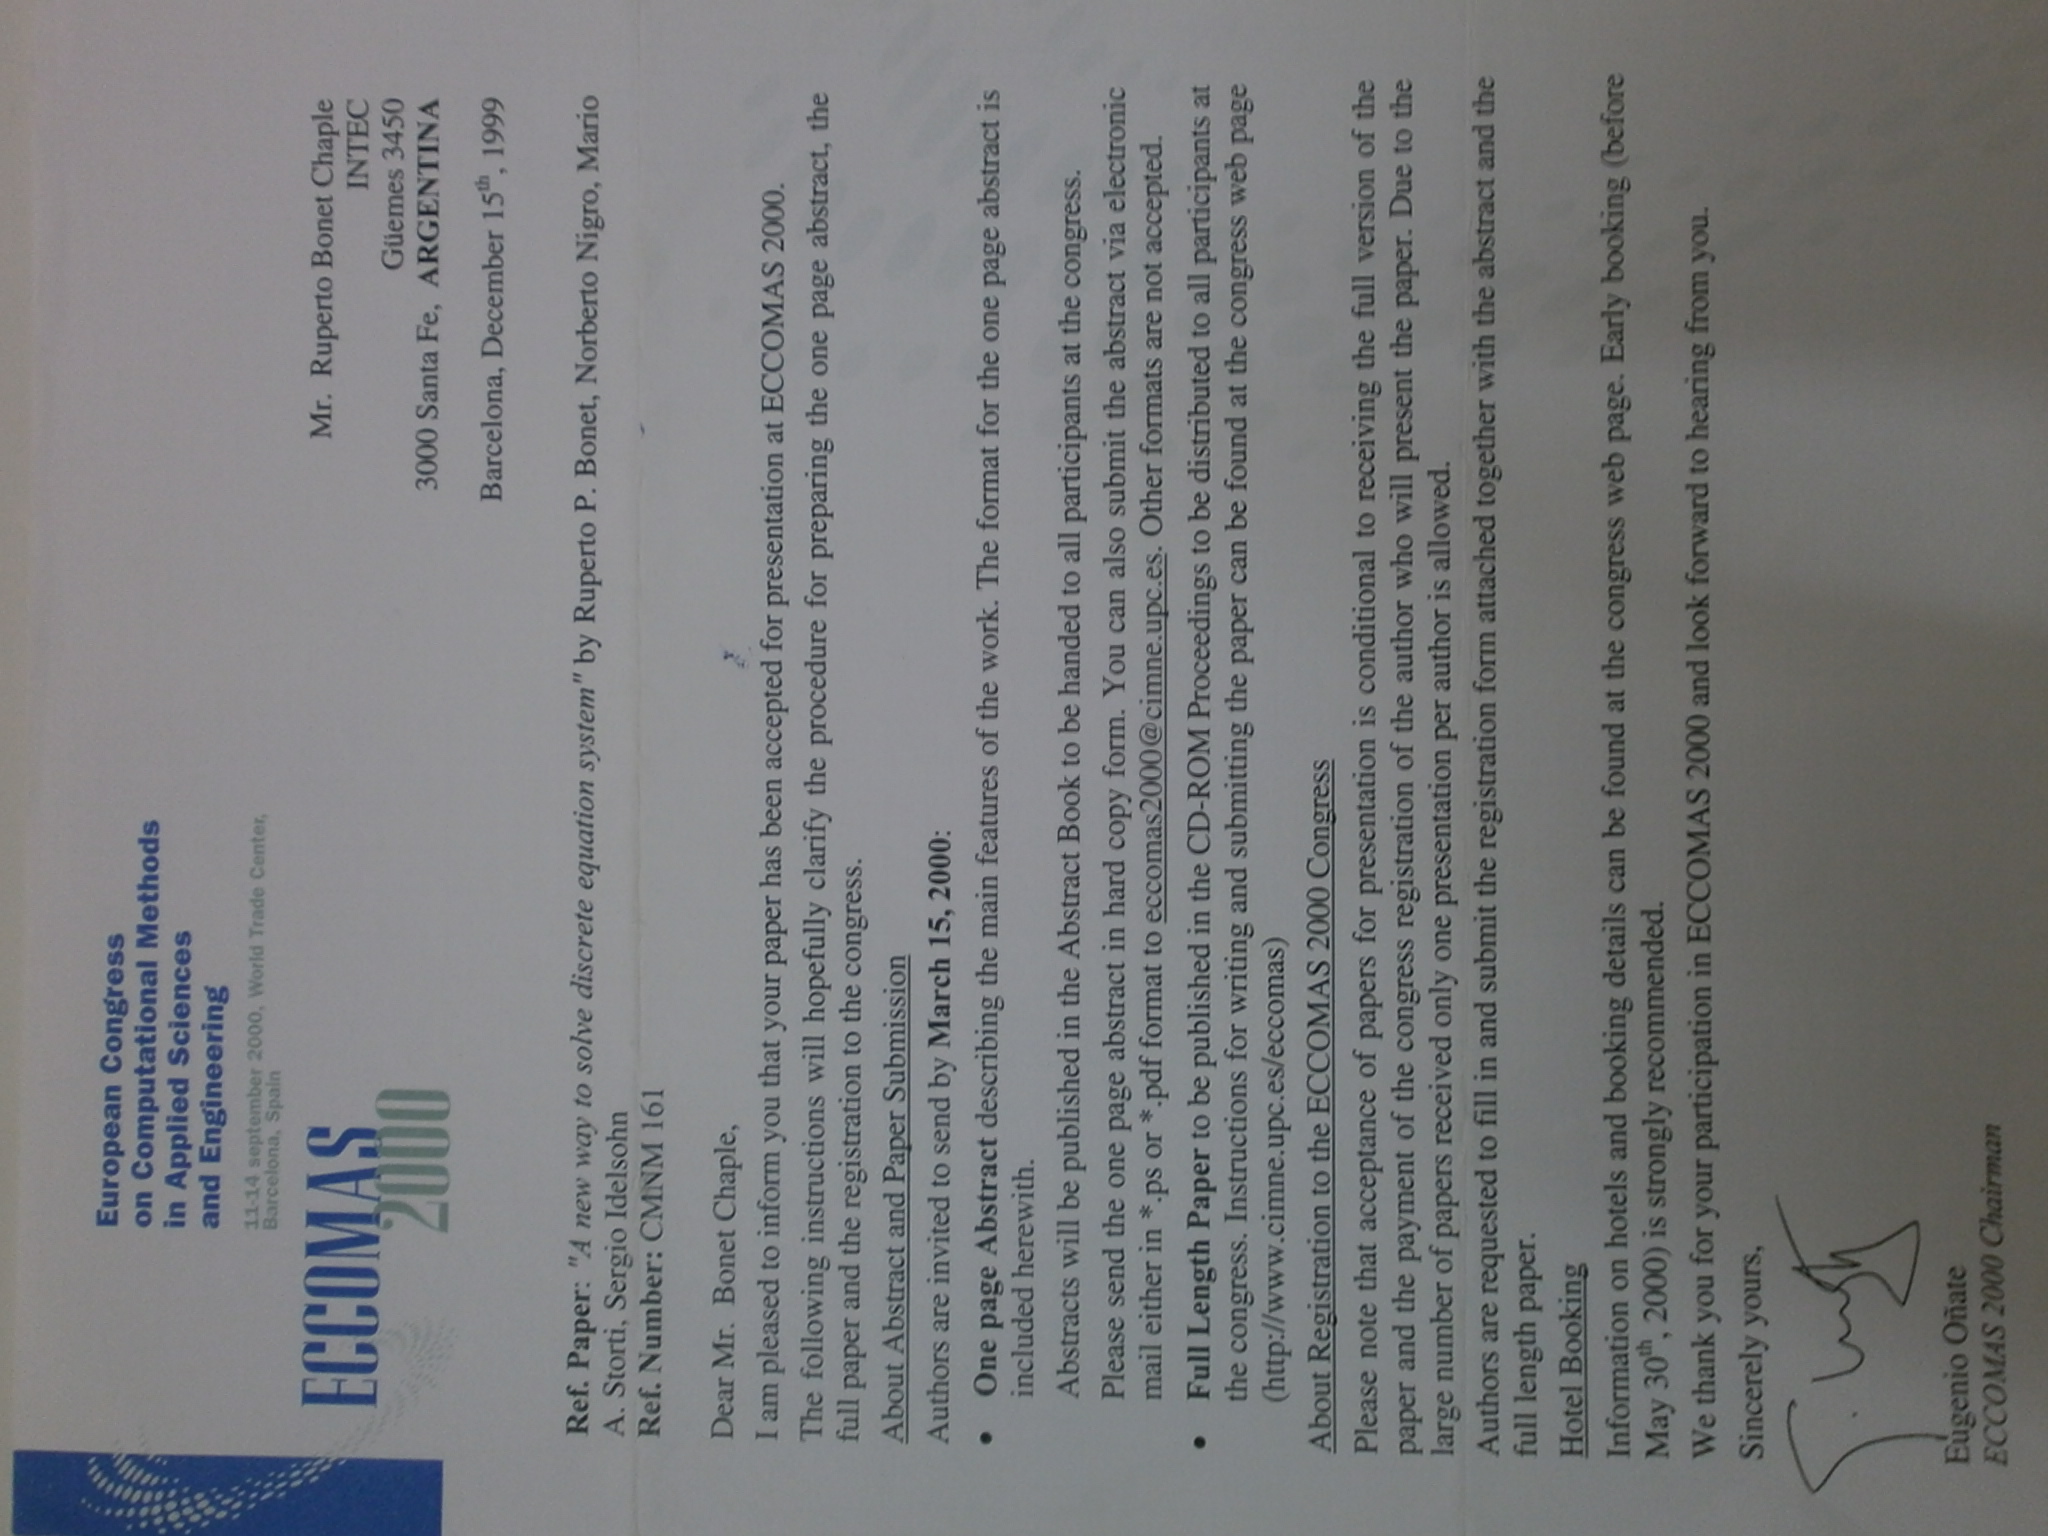 European Congress
on Computational Methods
in Applied Sciences
and Engineering
11-14 september 2000, World Trade Center,
Barcelona, Spain
ECCOMAS
2000
Mr. Ruperto Bonet Chaple
INTEC
Güemes 3450
3000 Santa Fe, ARGENTINA
Barcelona, December 15th, 1999
Ref. Paper: "A new way to solve discrete equation system" by Ruperto P. Bonet, Norberto Nigro, Mario
A. Storti, Sergio Idelsohn
Ref. Number: CMNM 161
Dear Mr. Bonet Chaple,
I am pleased to inform you that your paper has been accepted for presentation at ECCOMAS 2000.
The following instructions will hopefully clarify the procedure for preparing the one page abstract, the
full paper and the registration to the congress.
About Abstract and Paper Submission
Authors are invited to send by March 15, 2000:
• One page Abstract describing the main features of the work. The format for the one page abstract is
included herewith.
Abstracts will be published in the Abstract Book to be handed to all participants at the congress.
Please send the one page abstract in hard copy form. You can also submit the abstract via electronic
mail either in *.ps or *.pdf format to eccomas2000@cimne.upc.es. Other formats are not accepted.
• Full Length Paper to be published in the CD-ROM Proceedings to be distributed to all participants at
the congress. Instructions for writing and submitting the paper can be found at the congress web page
(http://www.cimne.upc.es/eccomas)
About Registration to the ECCOMAS 2000 Congress
Please note that acceptance of papers for presentation is conditional to receiving the full version of the
paper and the payment of the congress registration of the author who will present the paper. Due to the
large number of papers received only one presentation per author is allowed.
Authors are requested to fill in and submit the registration form attached together with the abstract and the
full length paper.
Hotel Booking
Information on hotels and booking details can be found at the congress web page. Early booking (before
May 30th, 2000) is strongly recommended.
We thank you for your participation in ECCOMAS 2000 and look forward to hearing from you.
Sincerely yours,
Eugenio Oñate
ECCOMAS 2000 Chairman